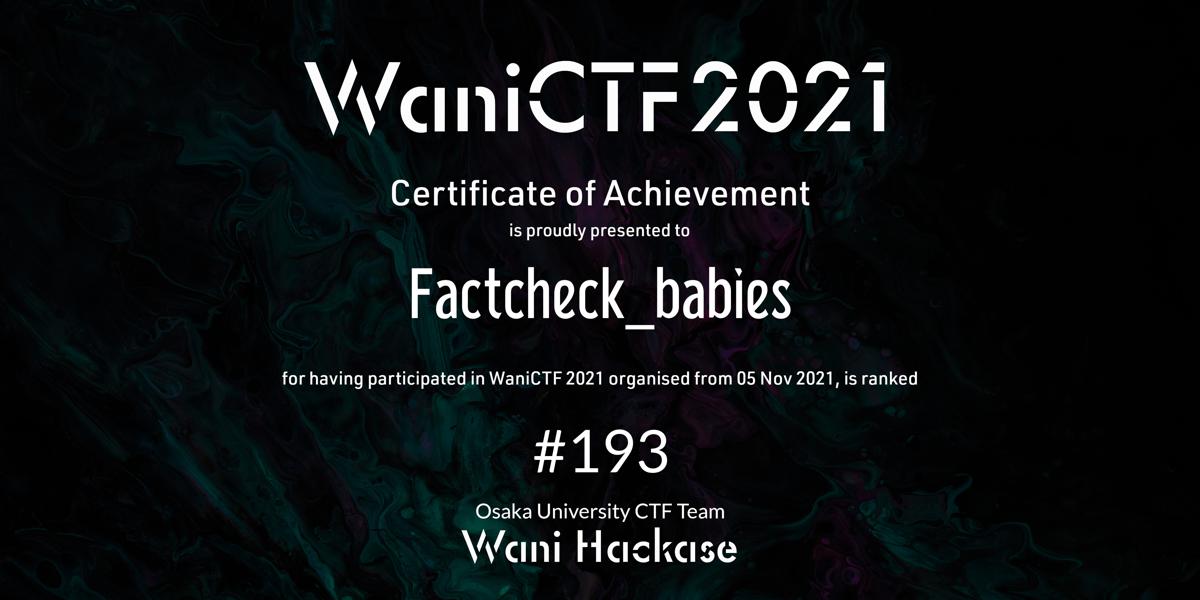 WaniCTF2021
Certificate of Achievement
is proudly presented to
Factcheck_babies
for having participated in WaniCTF 2021 organised from 05 Nov 2021, is ranked
#193
Osaka University CTF Team
Wani Hackase